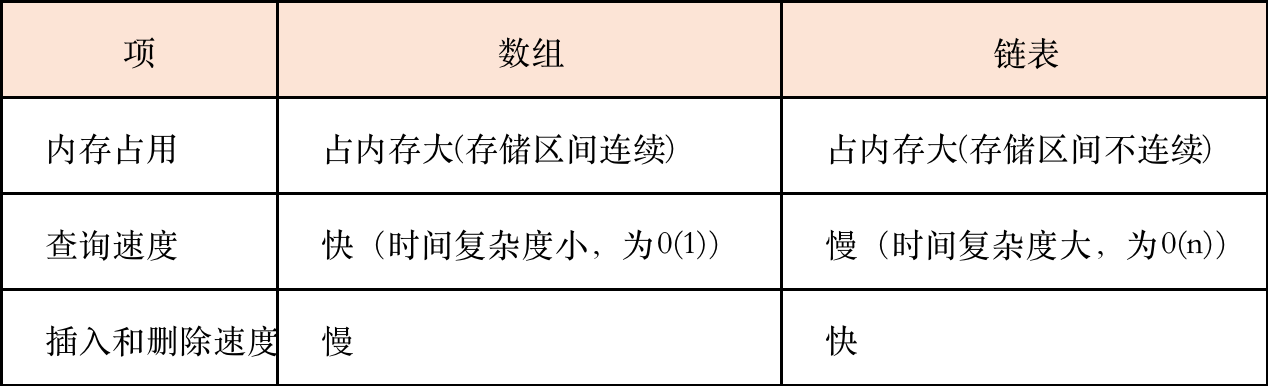 项 数组 链表
内存占用 占内存大(存储区间连续) 占内存大(存储区间不连续)
查询速度 快（时间复杂度小，为0(1)） 慢（时间复杂度大，为0(n)）
插入和删除速度 慢 快